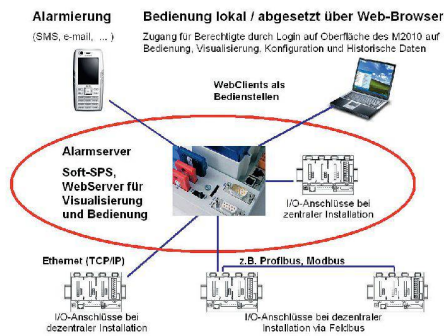 Alarmierung
(SMS, e-mail, ... )
Bedienung lokal / abgesetzt über Web-Browser
Zugang für Berechtigte durch Login auf Oberfläche des M2010 auf
Bedienung, Visualisierung, Konfiguration und Historische Daten
WebClients als
Bedienstellen
Alarmserver
Soft-SPS,
WebServer für
Visualisierung
und Bedienung
I/O-Anschlüsse bei
zentraler Installation
Ethernet (TCP/IP)
z.B. Profibus, Modbus
I/O-Anschlüsse bei
dezentraler Installation
I/O-Anschlüsse bei dezentraler
Installation via Feldbus